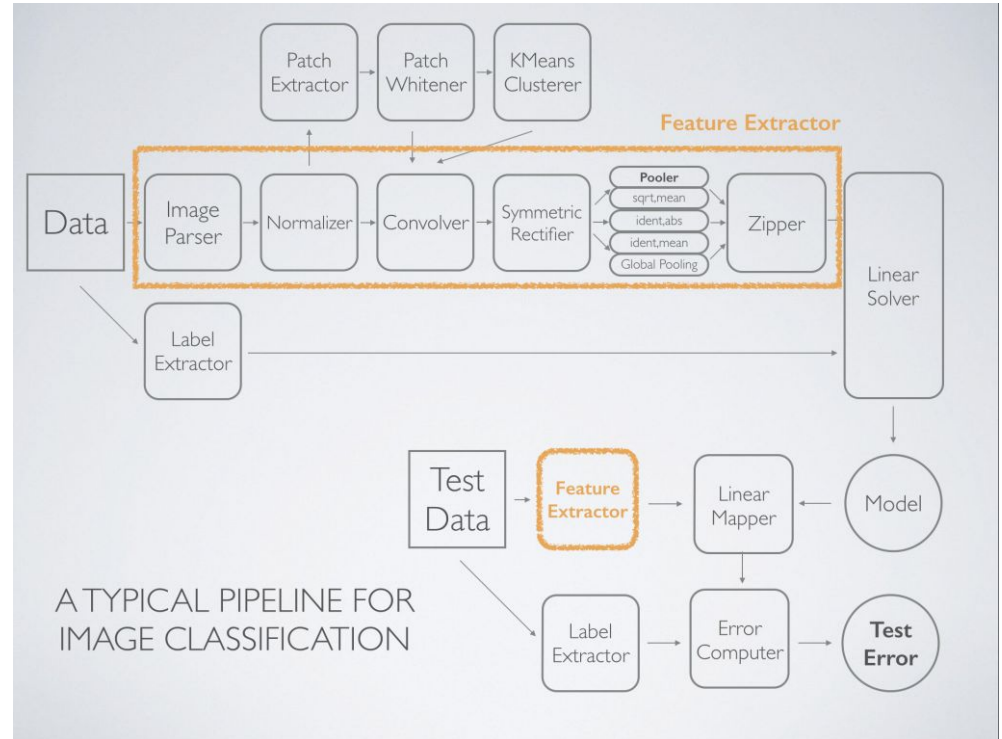 Patch
Extractor
Patch
Whitener
KMeans
Clusterer
Feature Extractor
Data
Image
Parser
Normalizer
Convolver
Symmetric
Rectifier
Pooler
sqrt,mean
ident,abs
ident,mean
Global Pooling
Zipper
Linear
Solver
Label
Extractor
Test
Data
Feature
Extractor
Linear
Mapper
Model
A TYPICAL PIPELINE FOR
IMAGE CLASSIFICATION
Label
Extractor
Error
Computer
Test
Error